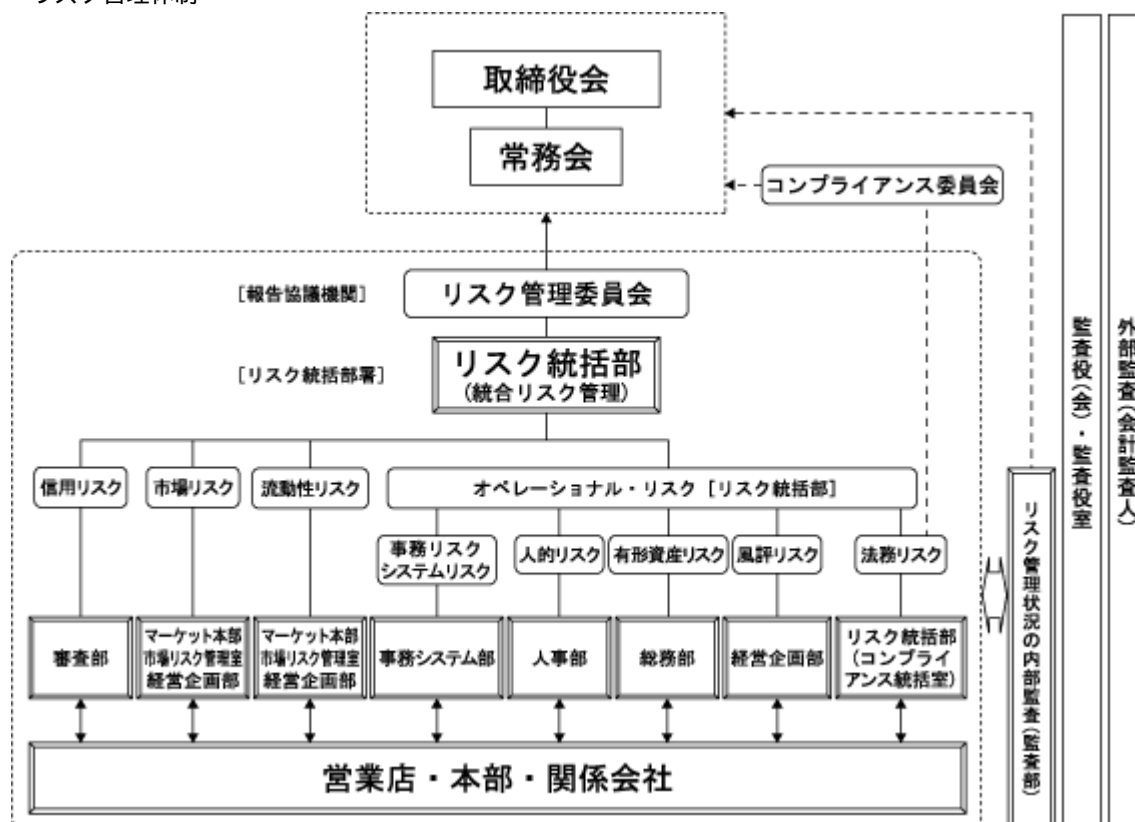 リスク管理体制
取締役会
常務会
コンプライアンス委員会
[報告協議機関]
リスク管理委員会
[リスク統括部署]
リスク統括部
(統合リスク管理)
信用リスク
市場リスク
流動性リスク
オペレーショナル・リスク [リスク統括部]
事務リスク
システムリスク
人的リスク
有形資産リスク
風評リスク
法務リスク
審査部
マーケット本部
市場リスク管理室
経営企画部
マーケット本部
市場リスク管理室
経営企画部
事務システム部
人事部
総務部
経営企画部
リスク統括部
(コンプライ
アンス統括室)
営業店・本部・関係会社
リスク管理状況の内部監査(監査部)
監査役(会)・監査役室
外部監査(会計監査人)